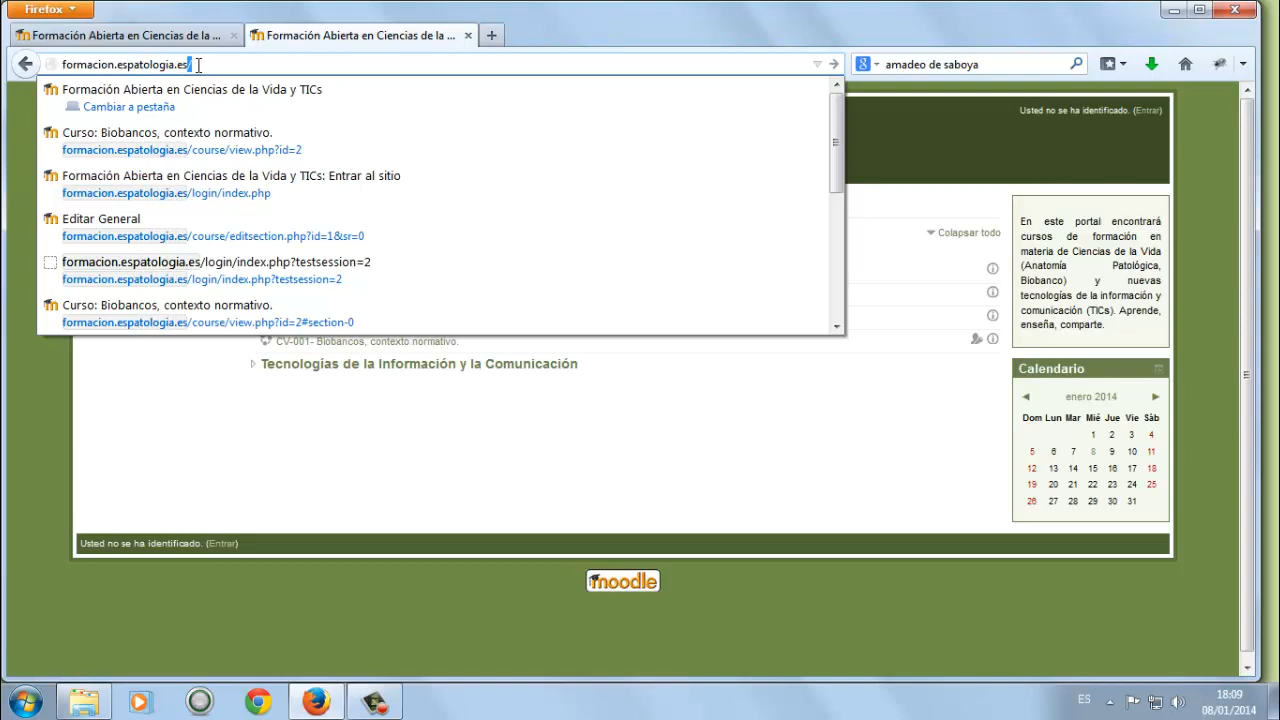 Firefox
Formación Abierta en Ciencias de la ...
Formación Abierta en Ciencias de la ...
formacion.espatologia.es/
amadeo de saboya
Formación Abierta en Ciencias de la Vida y TICs
Cambiar a pestaña
Curso: Biobancos, contexto normativo.
formacion.espatologia.es/course/view.php?id=2
Formación Abierta en Ciencias de la Vida y TICs: Entrar al sitio
formacion.espatologia.es/login/index.php
Editar General
formacion.espatologia.es/course/editsection.php?id=1&sr=0
formacion.espatologia.es/login/index.php?testsession=2
formacion.espatologia.es/login/index.php?testsession=2
Curso: Biobancos, contexto normativo.
formacion.espatologia.es/course/view.php?id=2#section-0
Usted no se ha identificado. (Entrar)
Colapsar todo
CV-001- Biobancos, contexto normativo.
Tecnologías de la Información y la Comunicación
En este portal encontrará
cursos de formación en
materia de Ciencias de la Vida
(Anatomía Patológica,
Biobanco) y nuevas
tecnologías de la información y
comunicación (TICs). Aprende,
enseña, comparte.
Calendario
enero 2014
Dom Lun Mar Mié Jue Vie Sáb
1 2 3 4
5 6 7 8 9 10 11
12 13 14 15 16 17 18
19 20 21 22 23 24 25
26 27 28 29 30 31
Usted no se ha identificado. (Entrar)
moodle
ES
18:09
08/01/2014